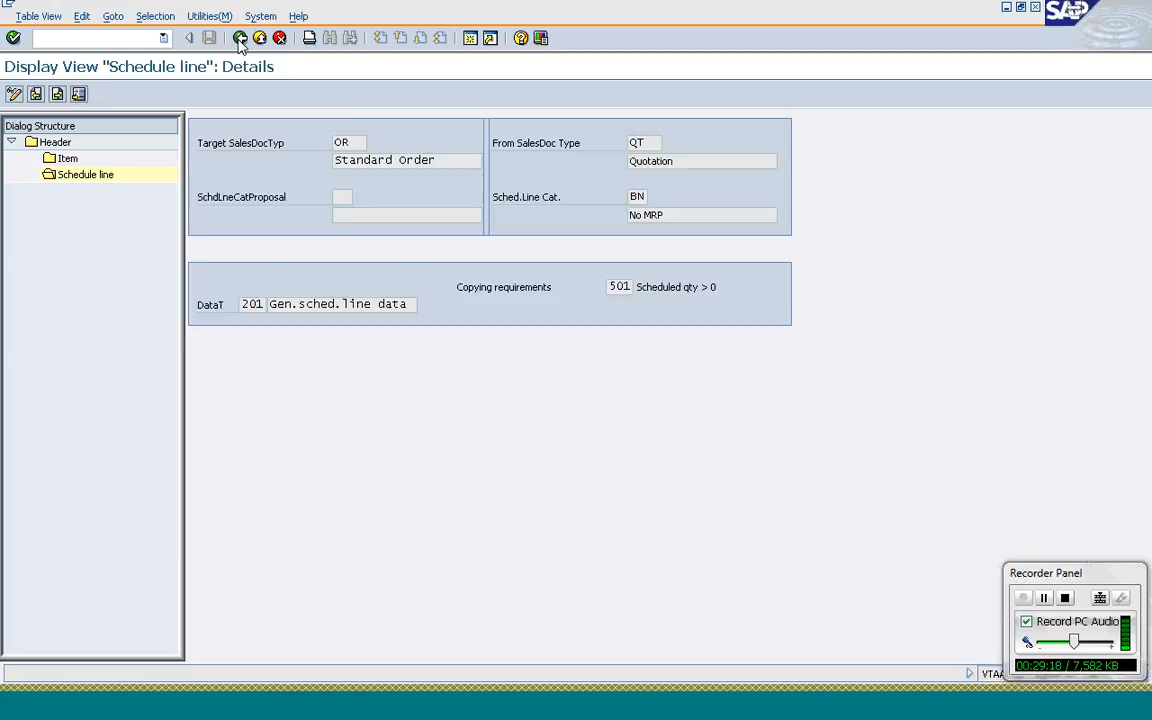 Table View Edit Goto Selection Utilities(M) System Help
SAP
Display View "Schedule line": Details
Dialog Structure
Header
Item
Schedule line
Target SalesDocTyp OR
Standard Order
From SalesDoc Type QT
Quotation
SchdLneCatProposal
Sched.Line Cat. BN
No MRP
Copying requirements 501 Scheduled qty > 0
DataT 201 Gen.sched.line data
Recorder Panel
Record PC Audio
00:29:18 / 7,582 KB